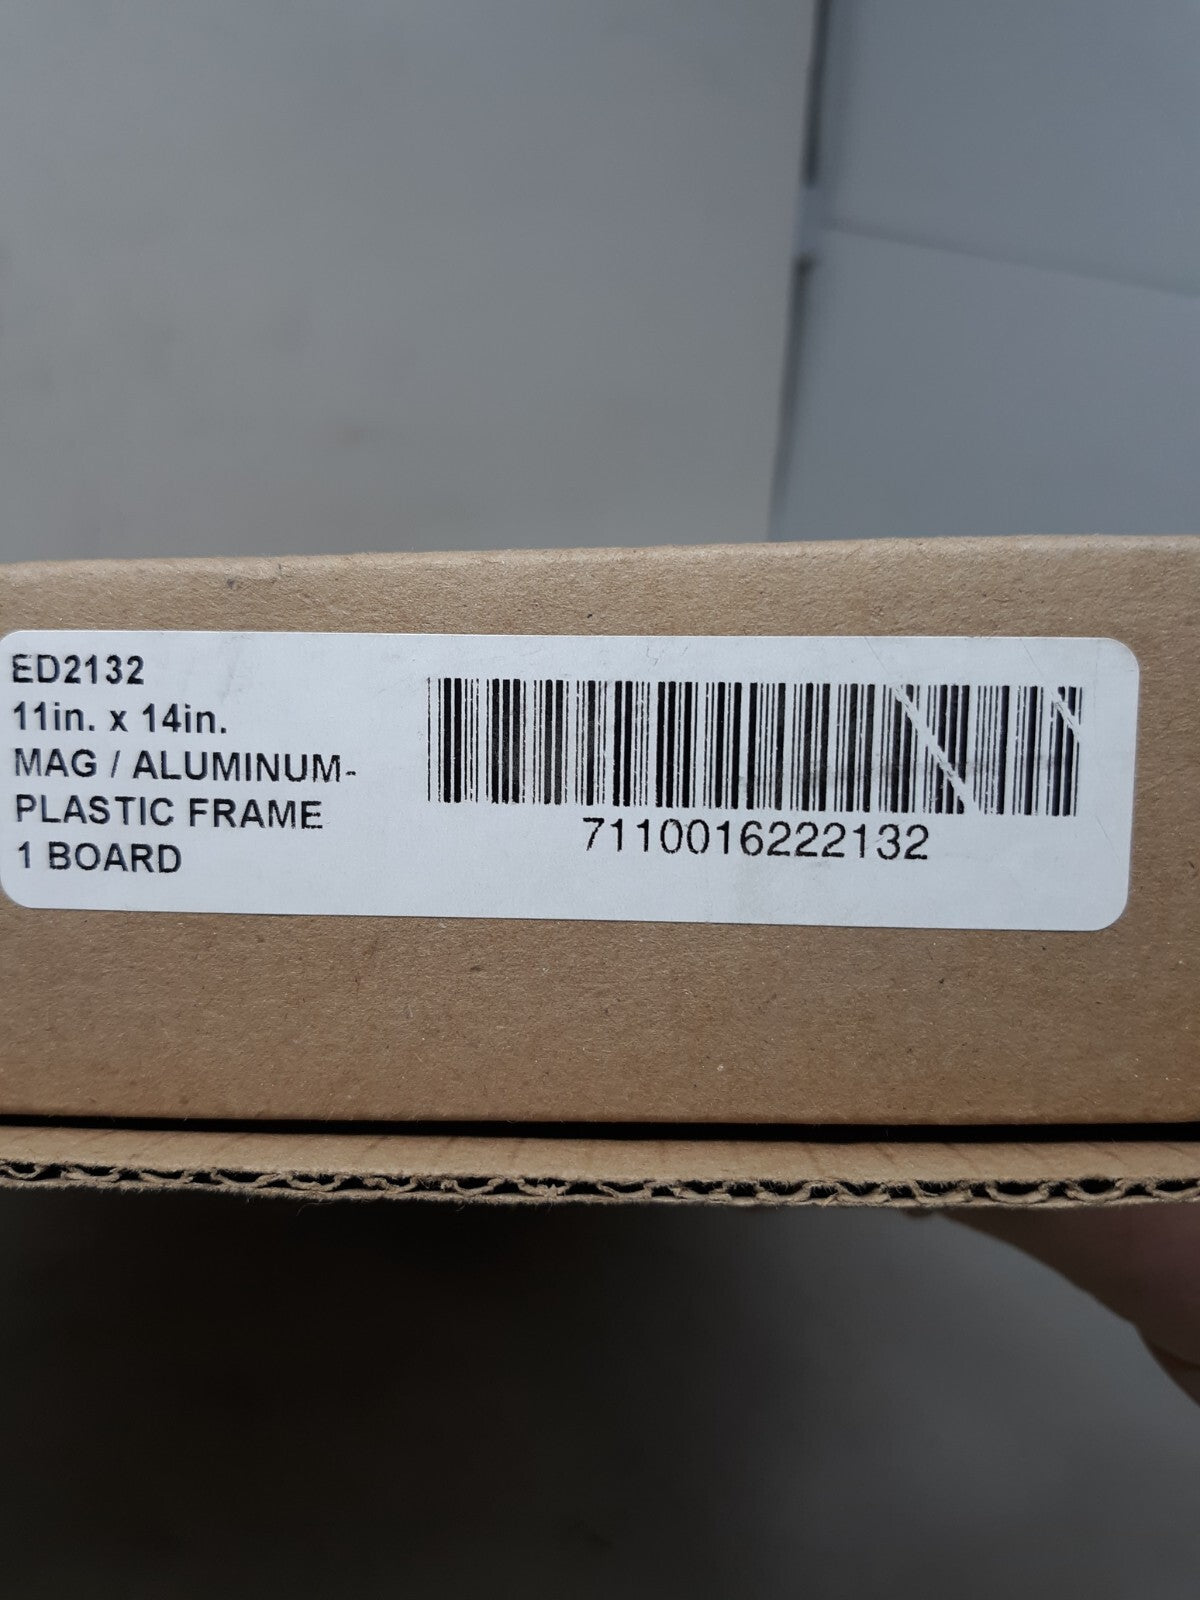 ED2132
11in. x 14in.
MAG / ALUMINUM-
PLASTIC FRAME
1 BOARD
7110016222132